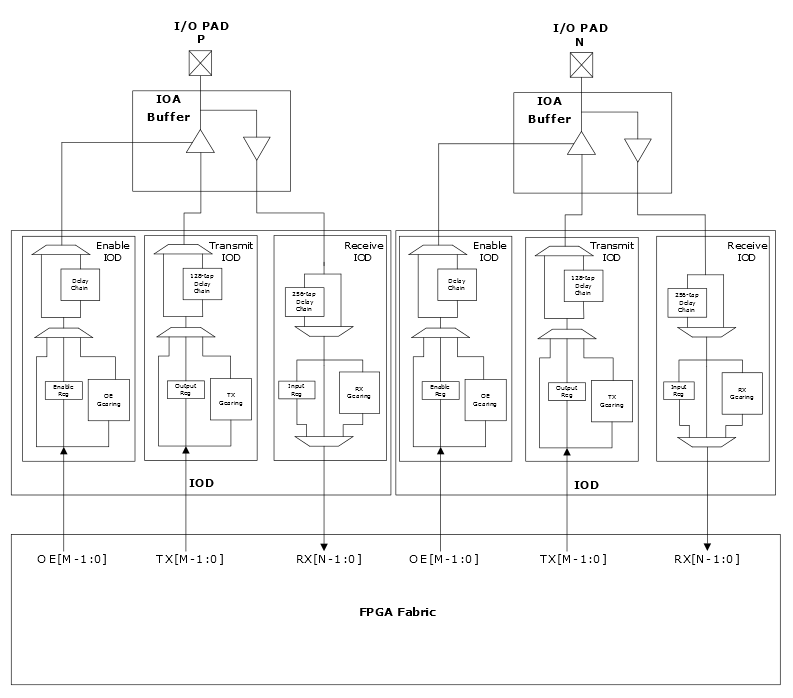 I/O PAD
P
I/O PAD
N
IOA
Buffer
IOA
Buffer
Enable
IOD
Transmit
IOD
Receive
IOD
Enable
IOD
Transmit
IOD
Receive
IOD
Delay
Chain
128-tap
Delay
Chain
256-tap
Delay
Chain
Delay
Chain
128-tap
Delay
Chain
256-tap
Delay
Chain
Enable
Reg
OE
Gearing
Output
Reg
TX
Gearing
Input
Reg
RX
Gearing
Enable
Reg
OE
Gearing
Output
Reg
TX
Gearing
Input
Reg
RX
Gearing
IOD
IOD
OE[M-1:0]
TX[M-1:0]
RX[N-1:0]
OE[M-1:0]
TX[M-1:0]
RX[N-1:0]
FPGA Fabric